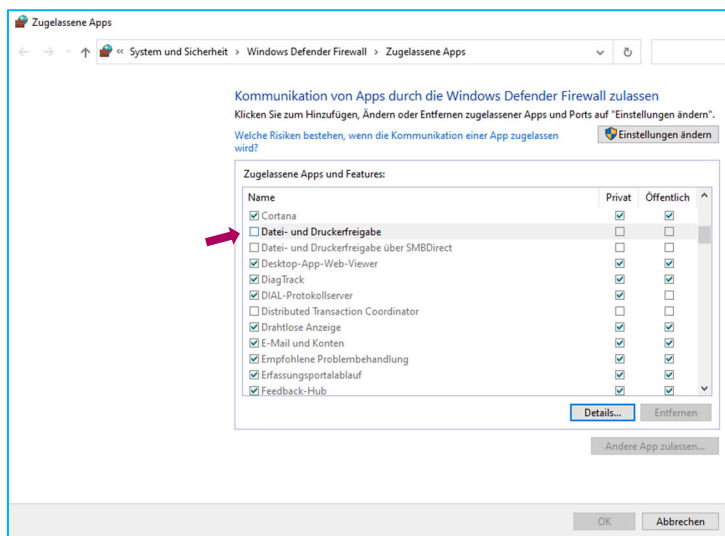 Zugelassene Apps
« System und Sicherheit > Windows Defender Firewall > Zugelassene Apps
Kommunikation von Apps durch die Windows Defender Firewall zulassen
Klicken Sie zum Hinzufügen, Ändern oder Entfernen zugelassener Apps und Ports auf "Einstellungen ändern".
Welche Risiken bestehen, wenn die Kommunikation einer App zugelassen
wird?
Einstellungen ändern
Zugelassene Apps und Features:
Name Privat Öffentlich
Cortana
Datei- und Druckerfreigabe
Datei- und Druckerfreigabe über SMBDirect
Desktop-App-Web-Viewer
DiagTrack
DIAL-Protokollserver
Distributed Transaction Coordinator
Drahtlose Anzeige
E-Mail und Konten
Empfohlene Problembehandlung
Erfassungsportalablauf
Feedback-Hub
Details... Entfernen
Andere App zulassen...
OK Abbrechen